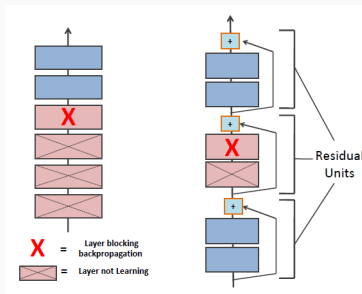 +
X
+
X
Residual
Units
+
X = Layer blocking
backpropagation
= Layer not Learning